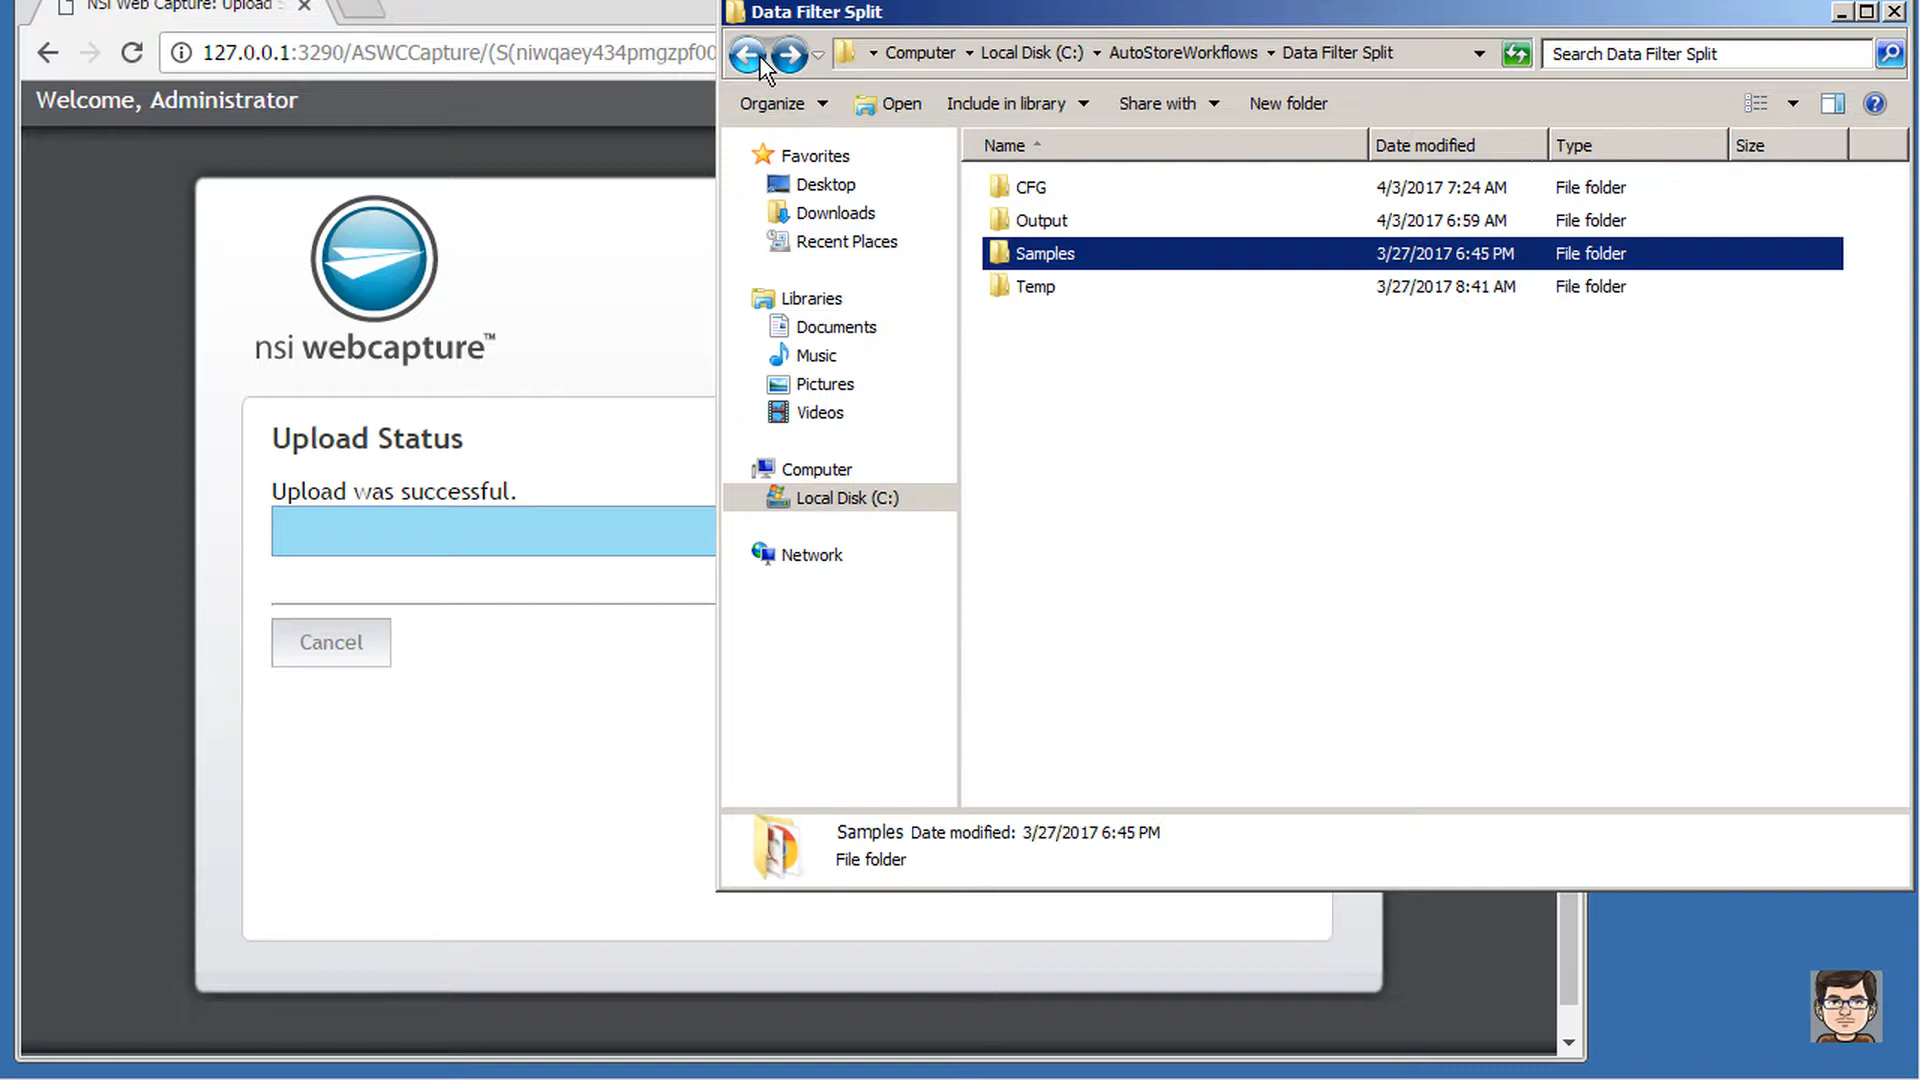 NSI Web Capture: Upload
127.0.0.1:3290/ASWCCapture/(S(niwqaey434pmgzpf00
Welcome, Administrator
nsi webcapture™
Upload Status
Upload was successful.
Cancel
Data Filter Split
Computer
Local Disk (C:)
AutoStoreWorkflows
Data Filter Split
Search Data Filter Split
Organize
Open
Include in library
Share with
New folder
Favorites
Desktop
Downloads
Recent Places
Libraries
Documents
Music
Pictures
Videos
Computer
Local Disk (C:)
Network
Name Date modified Type Size
CFG 4/3/2017 7:24 AM File folder
Output 4/3/2017 6:59 AM File folder
Samples 3/27/2017 6:45 PM File folder
Temp 3/27/2017 8:41 AM File folder
Samples Date modified: 3/27/2017 6:45 PM
File folder